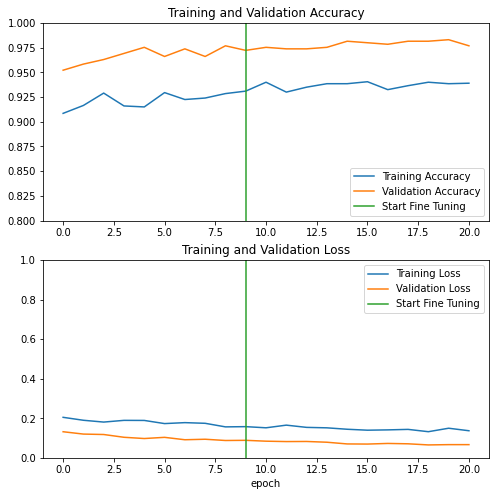 Training and Validation Accuracy
1.000
0.975
0.950
0.925
0.900
0.875
0.850
0.825
0.800
Training Accuracy
Validation Accuracy
Start Fine Tuning
0.0 2.5 5.0 7.5 10.0 12.5 15.0 17.5 20.0
Training and Validation Loss
1.0
0.8
0.6
0.4
0.2
0.0
Training Loss
Validation Loss
Start Fine Tuning
0.0 2.5 5.0 7.5 10.0 12.5 15.0 17.5 20.0
epoch